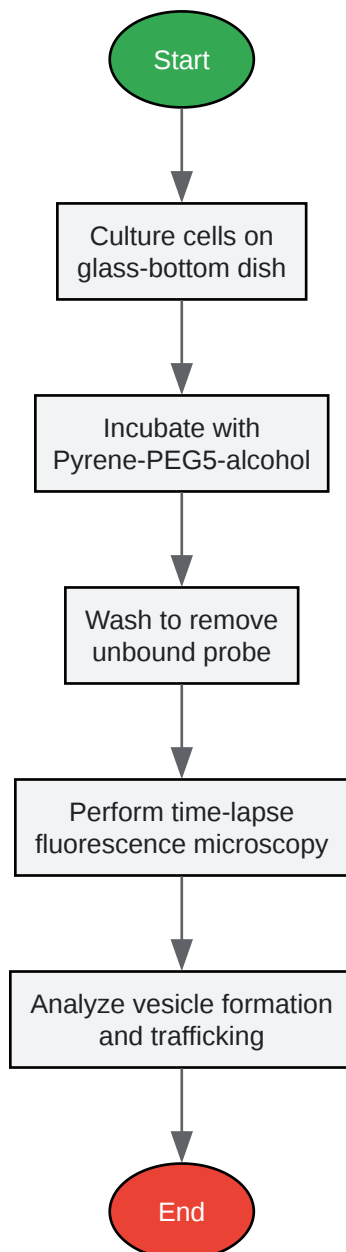 Start
Culture cells on
glass-bottom dish
Incubate with
Pyrene-PEG5-alcohol
Wash to remove
unbound probe
Perform time-lapse
fluorescence microscopy
Analyze vesicle formation
and trafficking
End